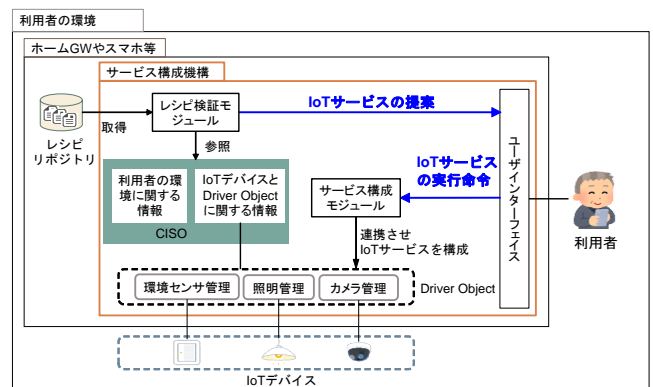 利用者の環境
ホームGWやスマホ等
サービス構成機構
レシピ
リポジトリ
取得
レシピ検証モ
ジュール
IoTサービスの提案
参照
利用者の環
境に関する
情報
IoTデバイスと
Driver Object
に関する情報
CISO
サービス構成
モジュール
IoTサービス
の実行命令
ユーザインターフェイス
利用者
連携させ
IoTサービスを構成
環境センサ管理
照明管理
カメラ管理
Driver Object
IoTデバイス